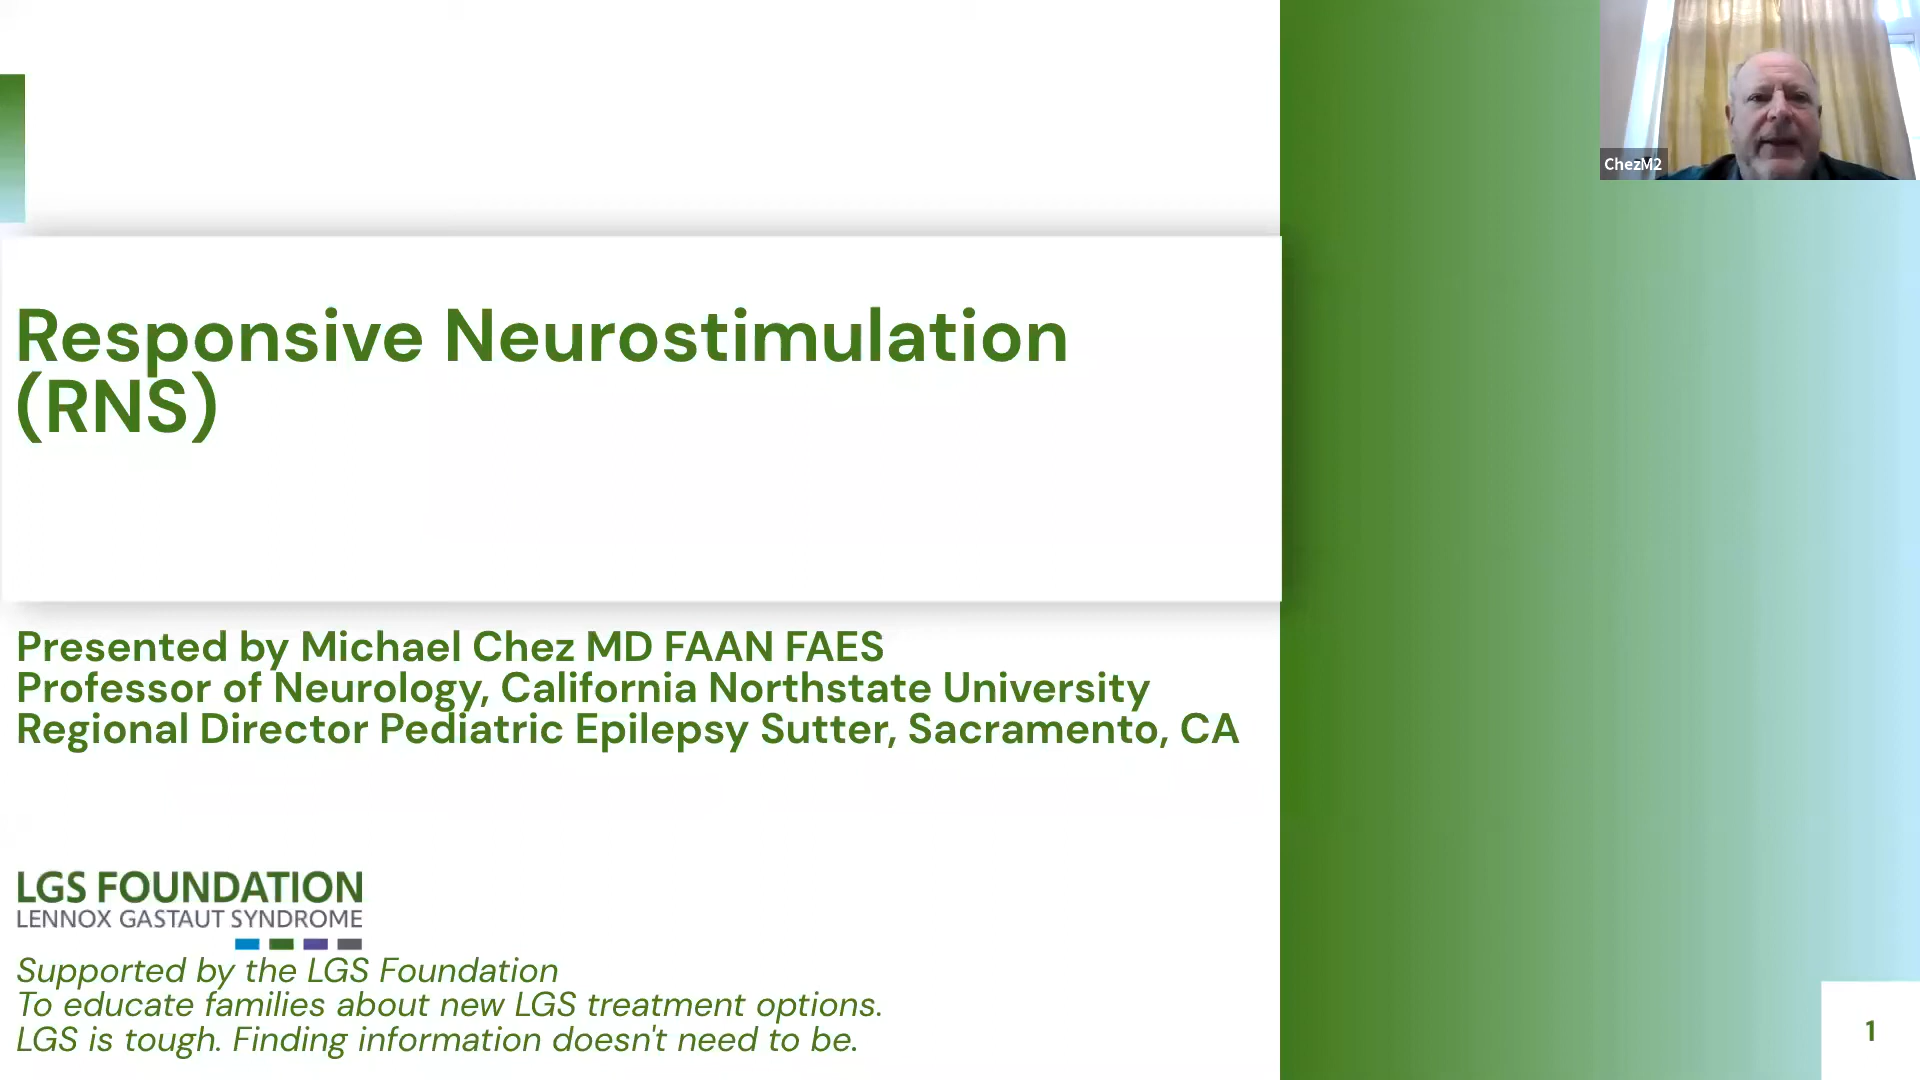 ChezM2
Responsive Neurostimulation
(RNS)
Presented by Michael Chez MD FAAN FAES
Professor of Neurology, California Northstate University
Regional Director Pediatric Epilepsy Sutter, Sacramento, CA
LGS FOUNDATION
LENNOX GASTAUT SYNDROME
Supported by the LGS Foundation
To educate families about new LGS treatment options.
LGS is tough. Finding information doesn't need to be.
1